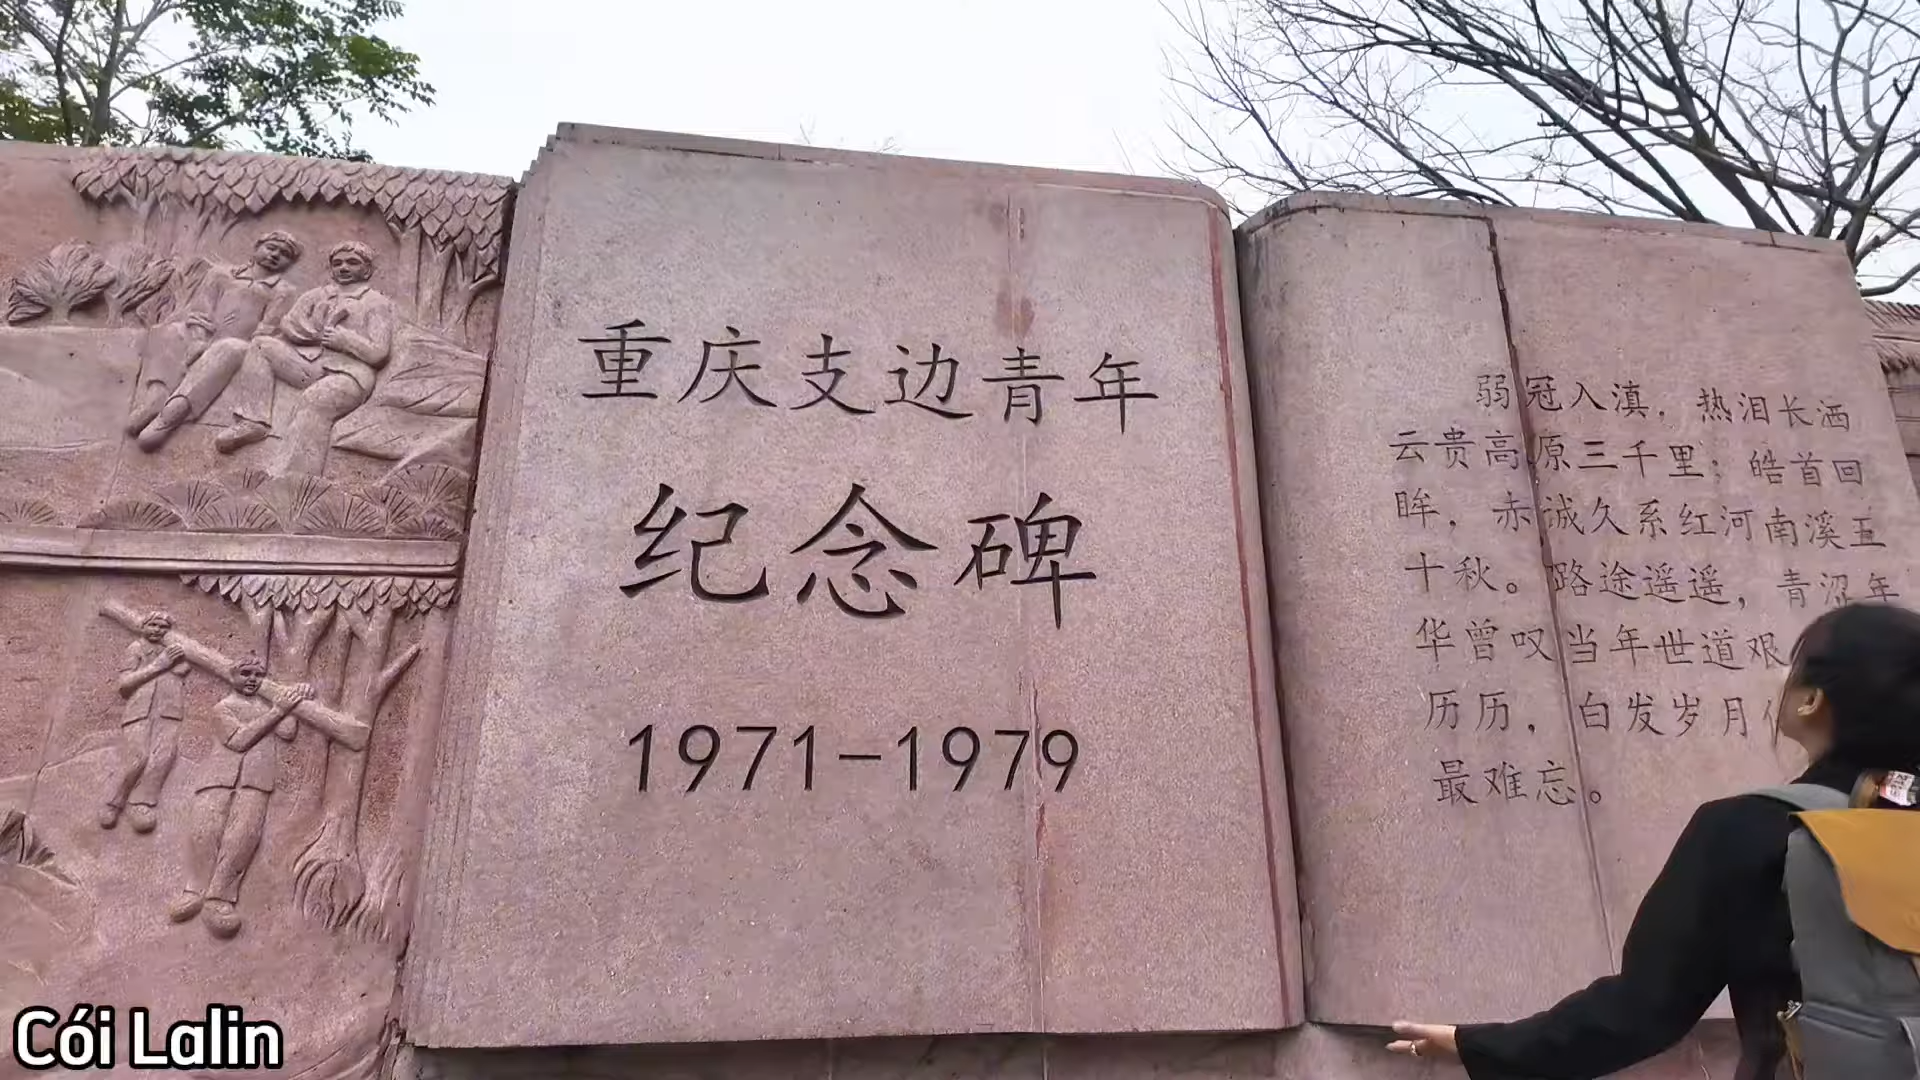 重庆支边青年
纪念碑
1971-1979
弱冠入滇，热泪长洒
云贵高原三千里；皓首回
眸，赤诚久系红河南溪五
十秋。路途遥遥，青涩年
华曾叹当年世道艰
历历，白发岁月
最难忘。
Cói Lalin